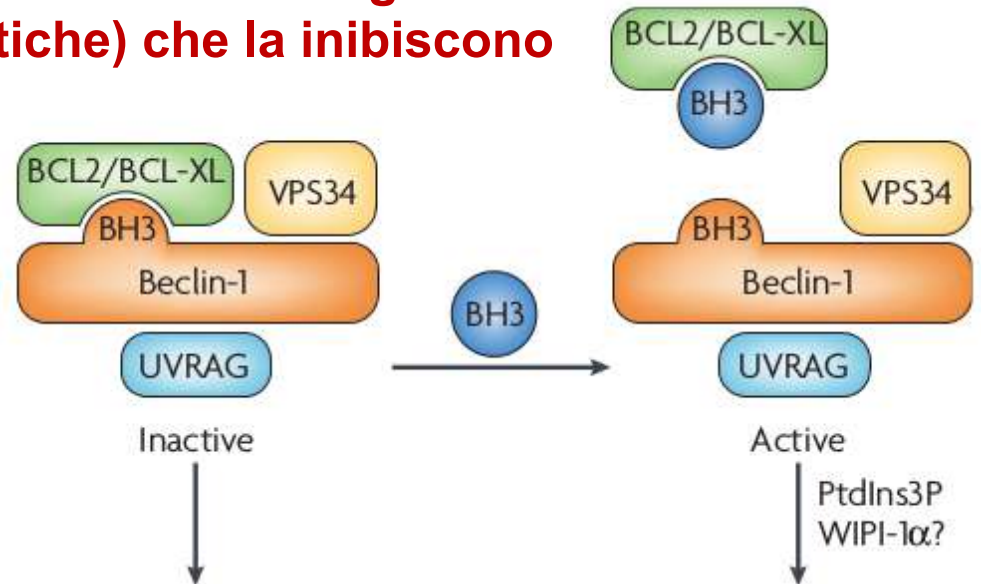 tiche) che la inibiscono
BCL2/BCL-XL
BH3
BCL2/BCL-XL
VPS34
BH3
Beclin-1
UVRAG
Inactive
BH3
VPS34
BH3
Beclin-1
UVRAG
Active
PtdIns3P
WIPI-1α?